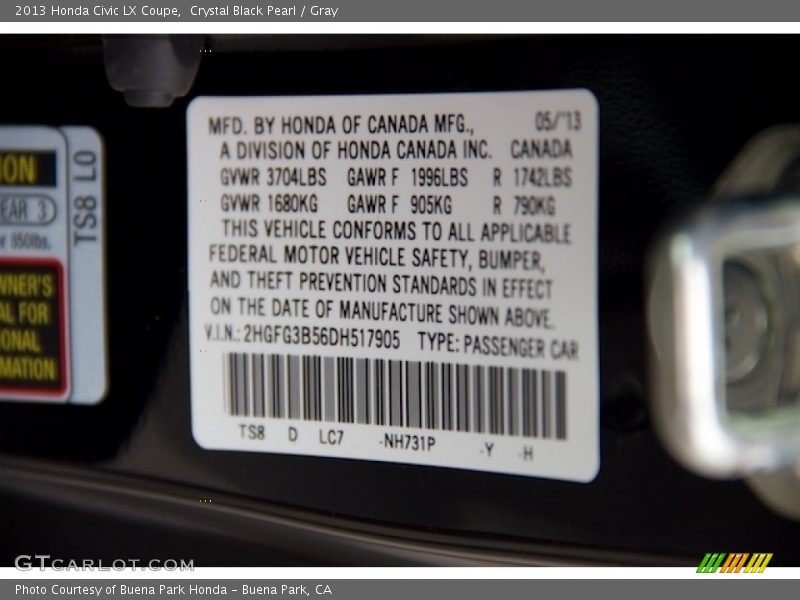 2013 Honda Civic LX Coupe,  Crystal Black Pearl / Gray
MFD. BY HONDA OF CANADA MFG., 05/'13
A DIVISION OF HONDA CANADA INC. CANADA
GVWR 3704LBS GAWR F 1996LBS R 1742LBS
GVWR 1680KG GAWR F 905KG R 790KG
THIS VEHICLE CONFORMS TO ALL APPLICABLE
FEDERAL MOTOR VEHICLE SAFETY, BUMPER,
AND THEFT PREVENTION STANDARDS IN EFFECT
ON THE DATE OF MANUFACTURE SHOWN ABOVE.
V.I.N.: 2HGFG3B56DH517905 TYPE: PASSENGER CAR
TS8 D LC7 -NH731P -Y -H
ION
EAR 3
850lbs.
WNER'S
AL FOR
IONAL
MATION
TS8 L0
GTCARLOT.COM
Photo Courtesy of Buena Park Honda – Buena Park, CA